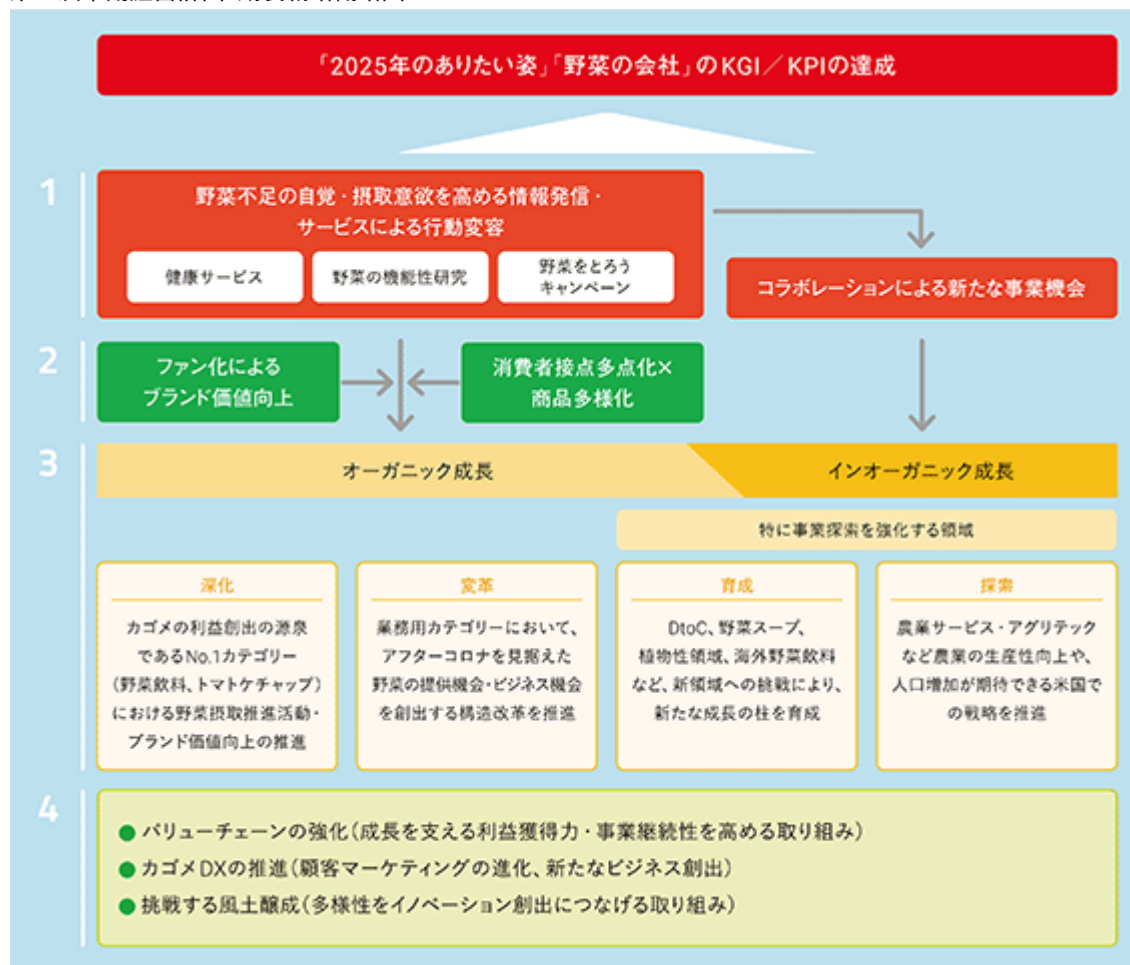 「2025年のありたい姿」「野菜の会社」のKGI／KPIの達成
1
野菜不足の自覚・摂取意欲を高める情報発信・
サービスによる行動変容
健康サービス
野菜の機能性研究
野菜をとろう
キャンペーン
コラボレーションによる新たな事業機会
2
ファン化による
ブランド価値向上
消費者接点多点化×
商品多様化
3
オーガニック成長
インオーガニック成長
特に事業探索を強化する領域
深化
カゴメの利益創出の源泉
であるNo.1カテゴリー
（野菜飲料、トマトケチャップ）
における野菜摂取推進活動・
ブランド価値向上の推進
変革
業務用カテゴリーにおいて、
アフターコロナを見据えた
野菜の提供機会・ビジネス機会
を創出する構造改革を推進
育成
DtoC、野菜スープ、
植物性領域、海外野菜飲料
など、新領域への挑戦により、
新たな成長の柱を育成
探索
農業サービス・アグリテック
など農業の生産性向上や、
人口増加が期待できる米国で
の戦略を推進
4
● バリューチェーンの強化（成長を支える利益獲得力・事業継続性を高める取り組み）
● カゴメDXの推進（顧客マーケティングの進化、新たなビジネス創出）
● 挑戦する風土醸成（多様性をイノベーション創出につなげる取り組み）